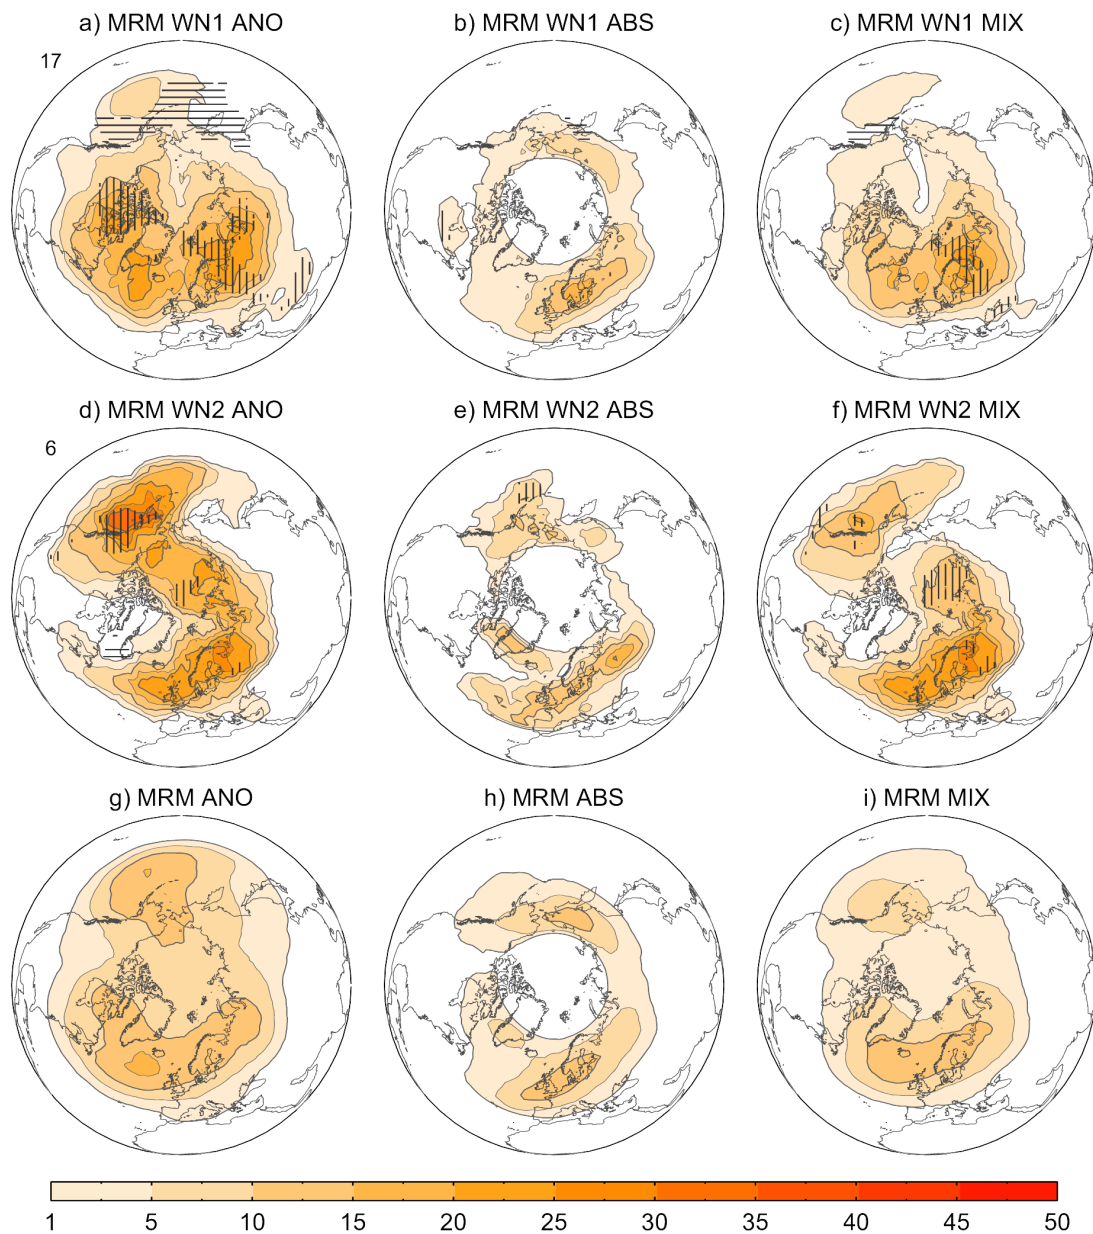 a) MRM WN1 ANO
b) MRM WN1 ABS
c) MRM WN1 MIX
17
d) MRM WN2 ANO
e) MRM WN2 ABS
f) MRM WN2 MIX
6
g) MRM ANO
h) MRM ABS
i) MRM MIX
1 5 10 15 20 25 30 35 40 45 50